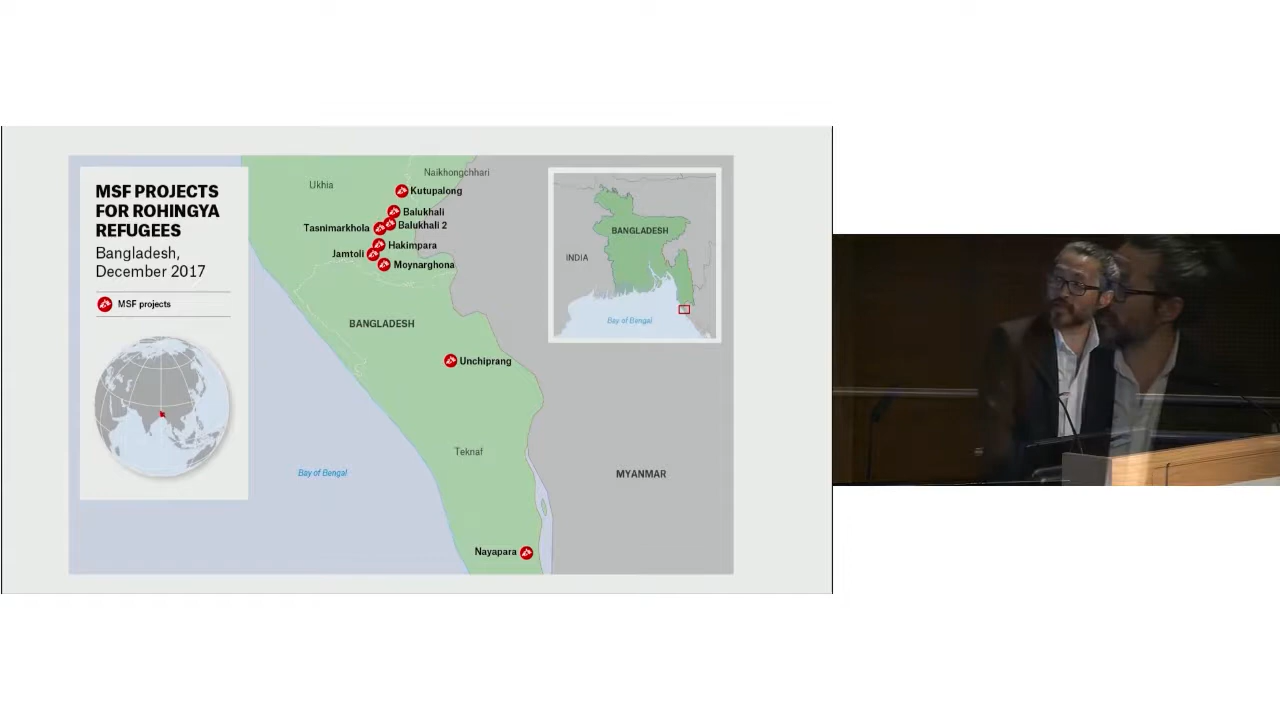 MSF PROJECTS
FOR ROHINGYA
REFUGEES
Bangladesh,
December 2017
MSF projects
Ukhia
Naikhongchhari
Kutupalong
Balukhali
Balukhali 2
Tasnimarkhola
Hakimpara
Jamtoli
Moynarghona
BANGLADESH
Unchiprang
Teknaf
Bay of Bengal
MYANMAR
Nayapara
BANGLADESH
INDIA
Bay of Bengal